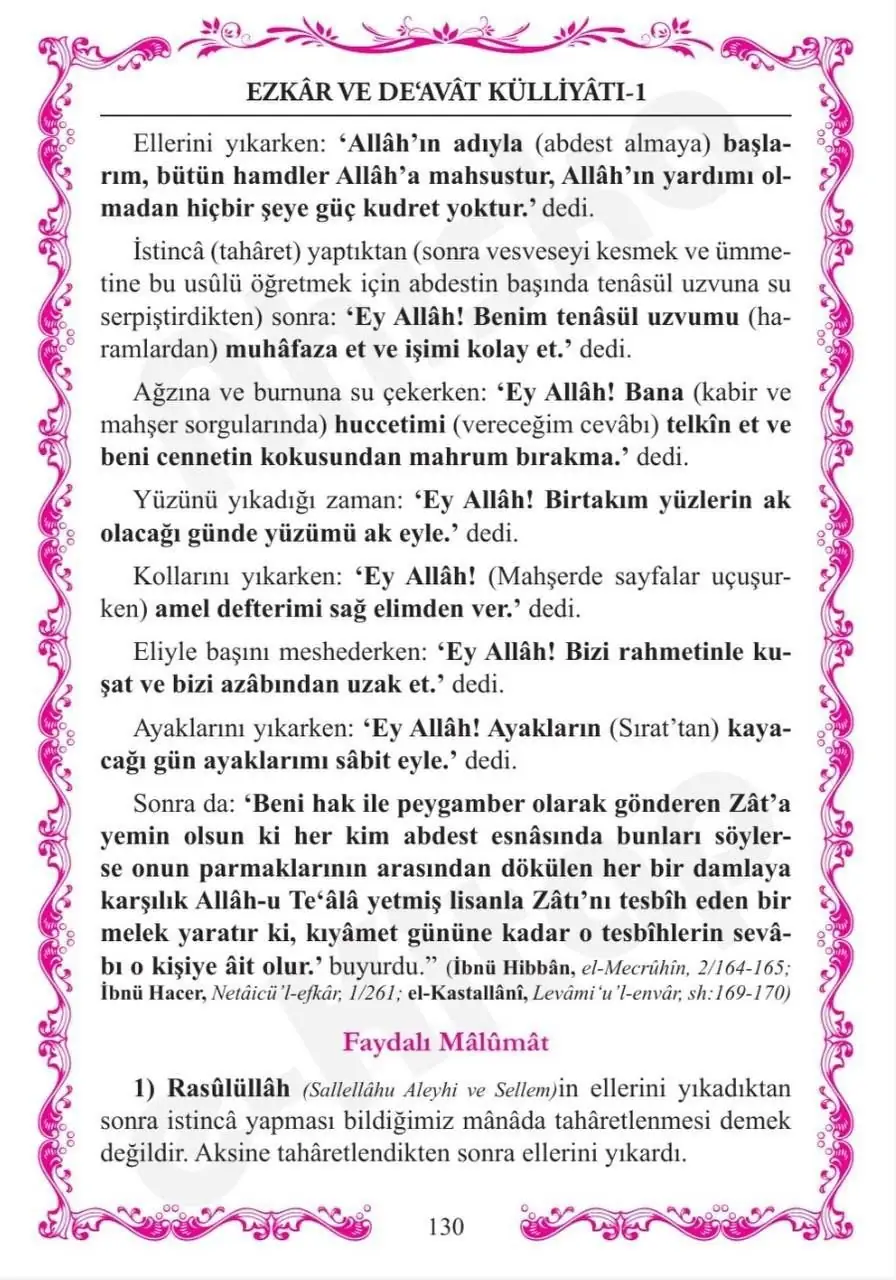 EZKÂR VE DE‘AVÂT KÜLLİYÂTI-1
Ellerini yıkarken: ‘Allâh’ın adıyla (abdest almaya) başla-
rım, bütün hamdler Allâh’a mahsustur, Allâh’ın yardımı ol-
madan hiçbir şeye güç kudret yoktur.’ dedi.
İstincâ (tahâret) yaptıktan (sonra vesveseyi kesmek ve ümme-
tine bu usûlü öğretmek için abdestin başında tenâsül uzvuna su
serpiştirdikten) sonra: ‘Ey Allâh! Benim tenâsül uzvumu (ha-
ramlardan) muhâfaza et ve işimi kolay et.’ dedi.
Ağzına ve burnuna su çekerken: ‘Ey Allâh! Bana (kabir ve
mahşer sorgularında) huccetimi (vereceğim cevâbı) telkîn et ve
beni cennetin kokusundan mahrum bırakma.’ dedi.
Yüzünü yıkadığı zaman: ‘Ey Allâh! Birtakım yüzlerin ak
olacağı günde yüzümü ak eyle.’ dedi.
Kollarını yıkarken: ‘Ey Allâh! (Mahşerde sayfalar uçuşur-
ken) amel defterimi sağ elimden ver.’ dedi.
Eliyle başını meshederken: ‘Ey Allâh! Bizi rahmetinle ku-
şat ve bizi azâbından uzak et.’ dedi.
Ayaklarını yıkarken: ‘Ey Allâh! Ayakların (Sırat’tan) kaya-
cağı gün ayaklarımı sâbit eyle.’ dedi.
Sonra da: ‘Beni hak ile peygamber olarak gönderen Zât’a
yemin olsun ki her kim abdest esnâsında bunları söyler-
se onun parmaklarının arasından dökülen her bir damlaya
karşılık Allâh-u Te‘âlâ yetmiş lisanla Zâtı’nı tesbîh eden bir
melek yaratır ki, kıyâmet gününe kadar o tesbîhlerin sevâ-
bı o kişiye âit olur.’ buyurdu.” (İbnü Hibbân, el-Mecrûhîn, 2/164-165;
İbnü Hacer, Netâicü’l-efkâr, 1/261; el-Kastallânî, Levâmi‘u’l-envâr, sh:169-170)
Faydalı Mâlûmât
1) Rasûlüllâh (Sallellâhu Aleyhi ve Sellem)in ellerini yıkadıktan
sonra istincâ yapması bildiğimiz mânâda tahâretlenmesi demek
değildir. Aksine tahâretlendikten sonra ellerini yıkardı.
130